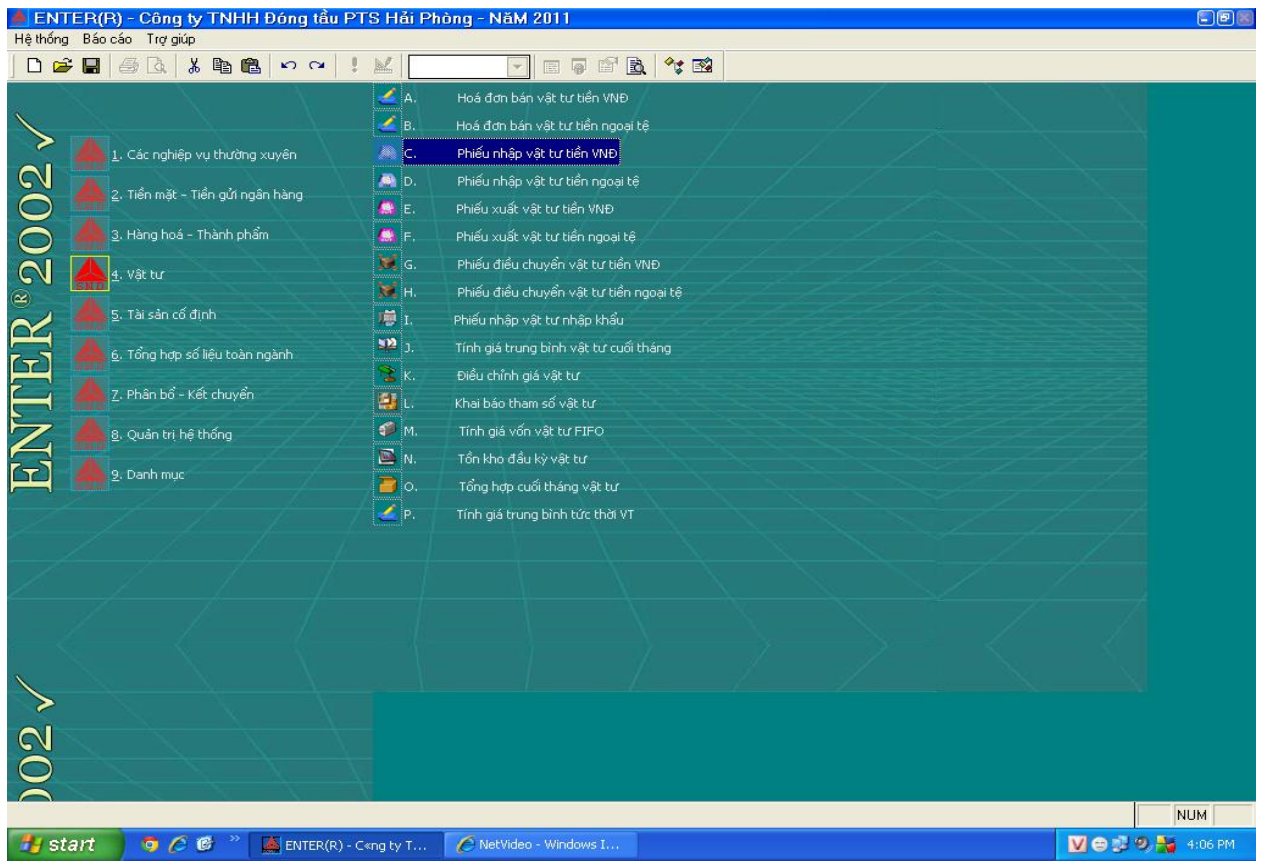 ENTER(R) - Công ty TNHH Đóng tầu PTS Hải Phòng - NăM 2011
Hệ thống Báo cáo Trợ giúp
A. Hoá đơn bán vật tư tiền VNĐ
B. Hoá đơn bán vật tư tiền ngoại tệ
C. Phiếu nhập vật tư tiền VNĐ
D. Phiếu nhập vật tư tiền ngoại tệ
E. Phiếu xuất vật tư tiền VNĐ
F. Phiếu xuất vật tư tiền ngoại tệ
G. Phiếu điều chuyển vật tư tiền VNĐ
H. Phiếu điều chuyển vật tư tiền ngoại tệ
I. Phiếu nhập vật tư nhập khẩu
J. Tính giá trung bình vật tư cuối tháng
K. Điều chỉnh giá vật tư
L. Khai báo tham số vật tư
M. Tính giá vốn vật tư FIFO
N. Tồn kho đầu kỳ vật tư
O. Tổng hợp cuối tháng vật tư
P. Tính giá trung bình tức thời VT
1. Các nghiệp vụ thường xuyên
2. Tiền mặt - Tiền gửi ngân hàng
3. Hàng hoá - Thành phẩm
4. Vật tư
5. Tài sản cố định
6. Tổng hợp số liệu toàn ngành
7. Phân bổ - Kết chuyển
8. Quản trị hệ thống
9. Danh mục
SMD
ENTER®2002 √
002 √
NUM
start
ENTER(R) - C«ng ty T...
NetVideo - Windows I...
V
4:06 PM